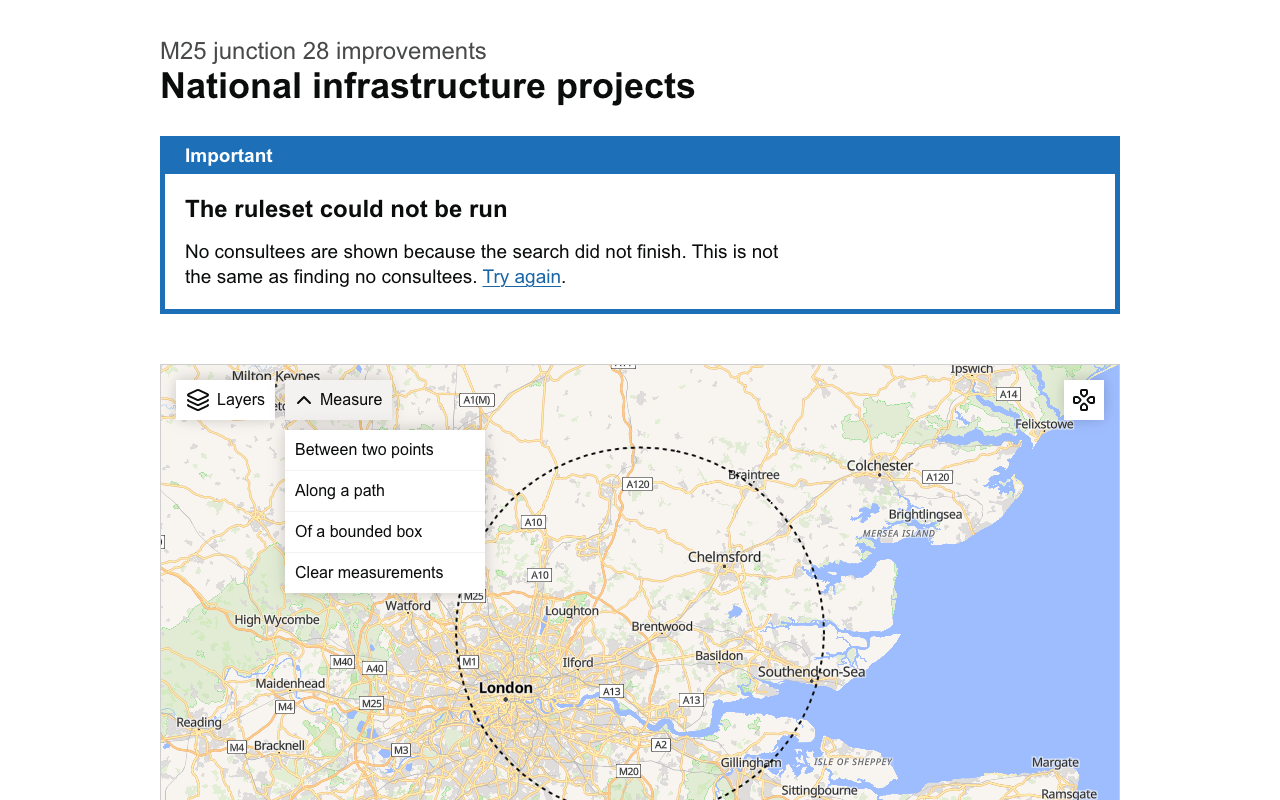 M25 junction 28 improvements
National infrastructure projects
Important
The ruleset could not be run
No consultees are shown because the search did not finish. This is not
the same as finding no consultees. Try again.
Milton Keynes
Ipswich
Layers
Measure
A1(M)
A14
Felixstowe
Between two points
Along a path
Of a bounded box
Clear measurements
Braintree
Colchester
A120
A120
Brightlingsea
A10
MERSEA ISLAND
Chelmsford
A10
M25
Watford
Loughton
High Wycombe
Brentwood
M40
A40
M1
Ilford
Basildon
Southend-on-Sea
Maidenhead
London
A13
A13
M4
M25
Reading
M4
Bracknell
M3
A2
Gillingham
ISLE OF SHEPPEY
Margate
M20
Sittingbourne
Ramsgate